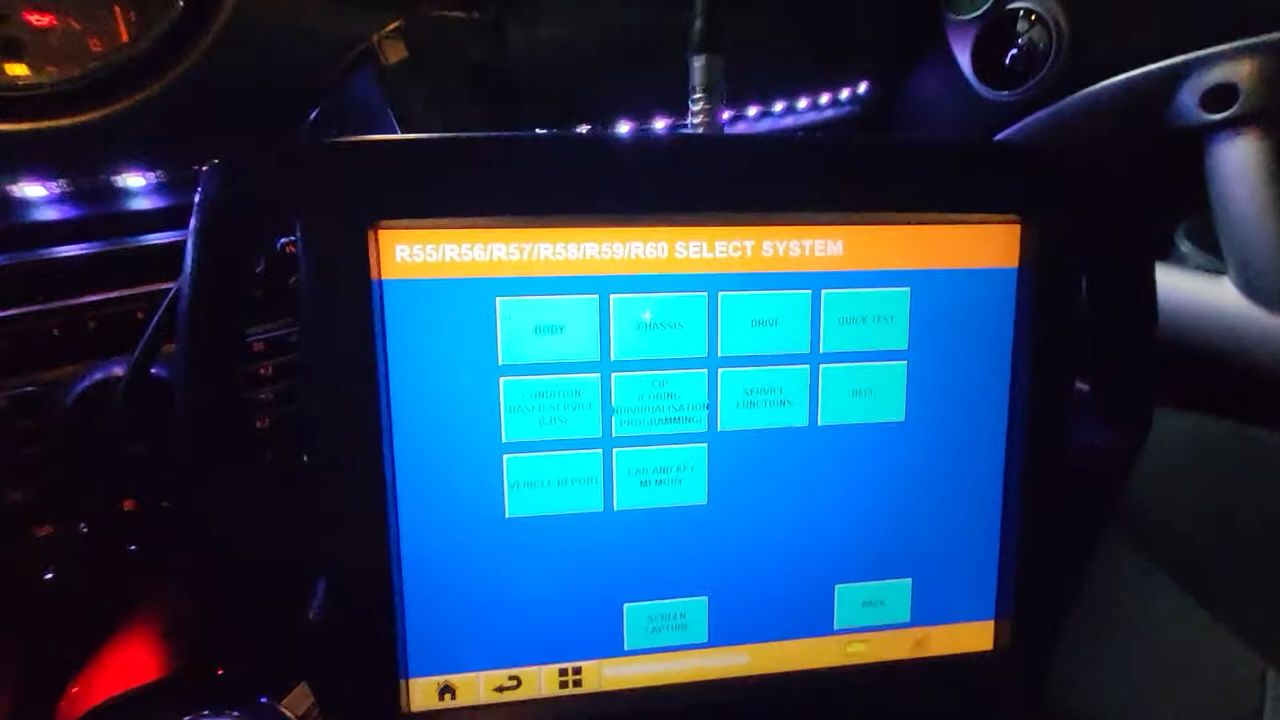 R55/R56/R57/R58/R59/R60 SELECT SYSTEM
BODY
CHASSIS
DRIVE
QUICK TEST
CONDITION
BASED SERVICE
(CBS)
CIP
(CODING
INDIVIDUALISATION
PROGRAMMING)
SERVICE
FUNCTIONS
VEHICLE REPORT
CAR AND KEY
MEMORY
SCREEN
CAPTURE
BACK